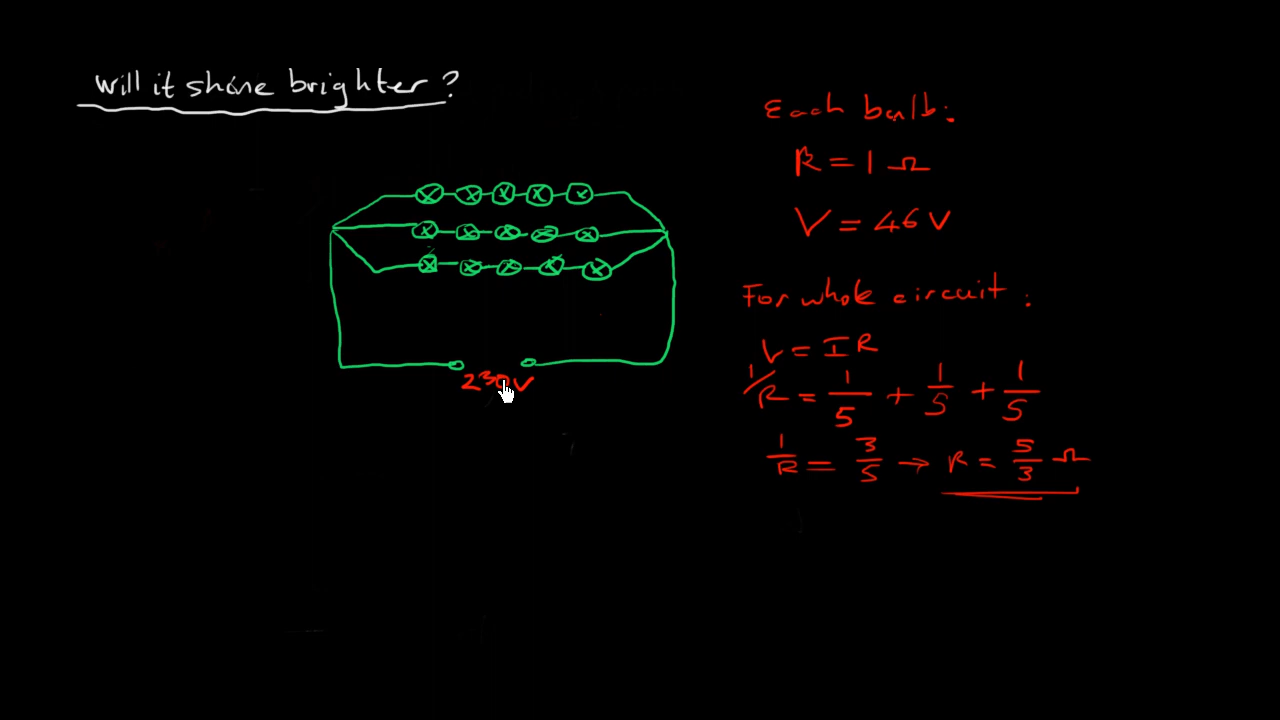 Will it shine brighter?
230V
Each bulb:
R = 1 Ω
V = 46 V
For whole circuit:
V = IR
1/R = 1/5 + 1/5 + 1/5
1/R = 3/5 → R = 5/3 Ω